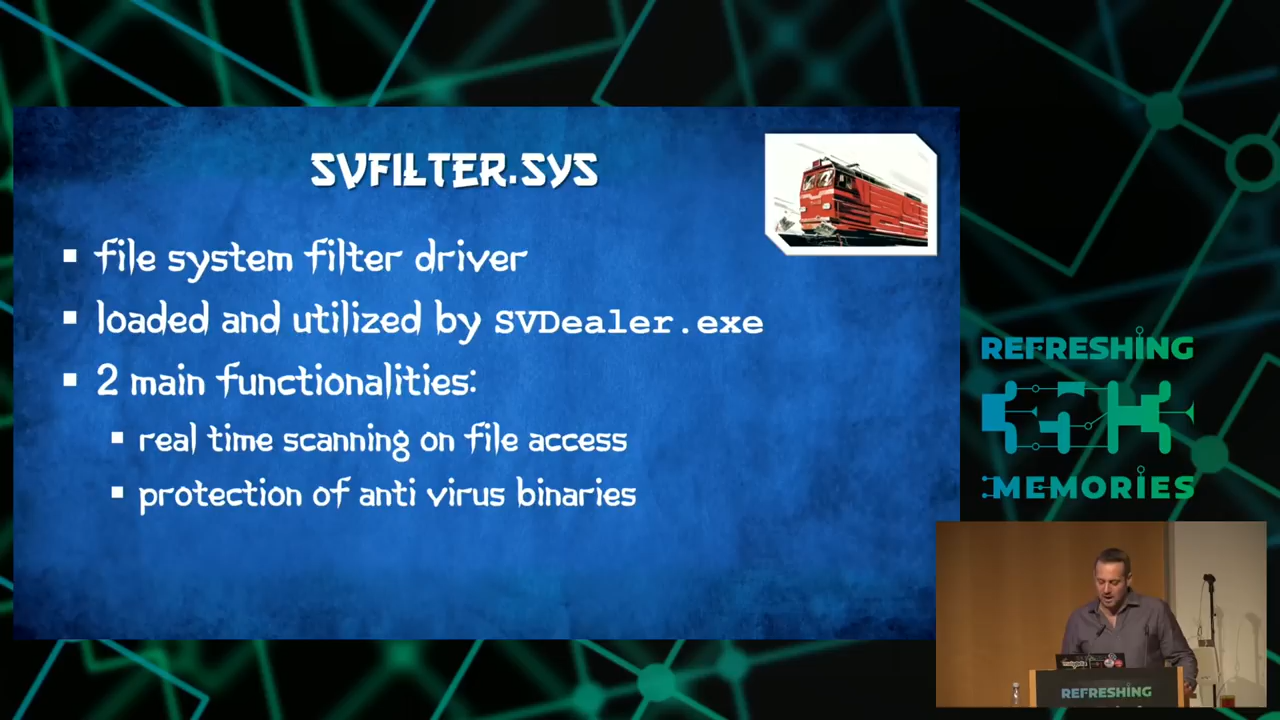 SVFILTER.SYS
file system filter driver
loaded and utilized by SVDealer.exe
2 main functionalities:
real time scanning on file access
protection of anti virus binaries
REFRESHING
MEMORIES
REFRESHING